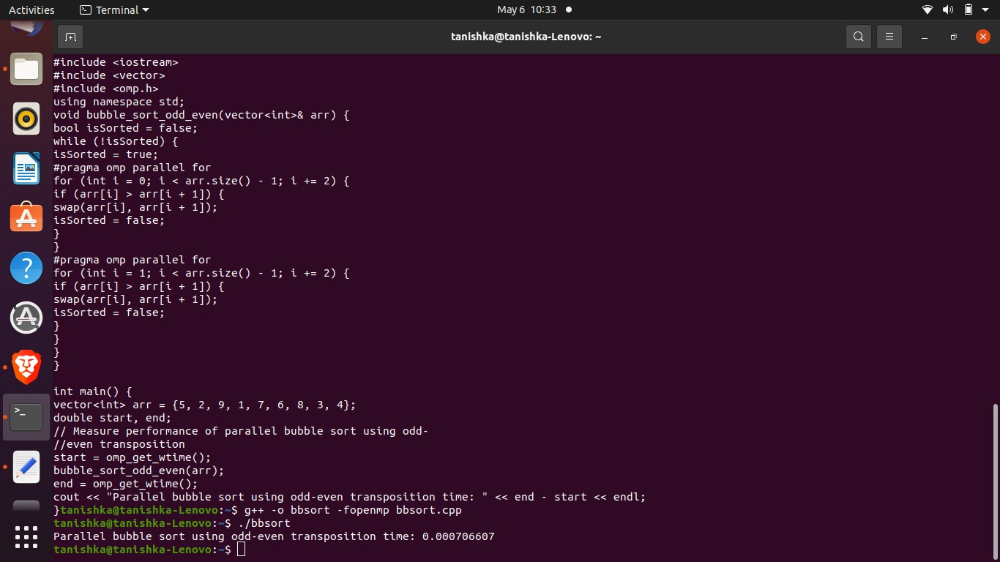 Activities
Terminal
May 6 10:33
tanishka@tanishka-Lenovo: ~
#include <iostream>
#include <vector>
#include <omp.h>
using namespace std;
void bubble_sort_odd_even(vector<int>& arr) {
bool isSorted = false;
while (!isSorted) {
isSorted = true;
#pragma omp parallel for
for (int i = 0; i < arr.size() - 1; i += 2) {
if (arr[i] > arr[i + 1]) {
swap(arr[i], arr[i + 1]);
isSorted = false;
}
}
#pragma omp parallel for
for (int i = 1; i < arr.size() - 1; i += 2) {
if (arr[i] > arr[i + 1]) {
swap(arr[i], arr[i + 1]);
isSorted = false;
}
}
}
}

int main() {
vector<int> arr = {5, 2, 9, 1, 7, 6, 8, 3, 4};
double start, end;
// Measure performance of parallel bubble sort using odd-
//even transposition
start = omp_get_wtime();
bubble_sort_odd_even(arr);
end = omp_get_wtime();
cout << "Parallel bubble sort using odd-even transposition time: " << end - start << endl;
}tanishka@tanishka-Lenovo:~$ g++ -o bbsort -fopenmp bbsort.cpp
tanishka@tanishka-Lenovo:~$ ./bbsort
Parallel bubble sort using odd-even transposition time: 0.000706607
tanishka@tanishka-Lenovo:~$